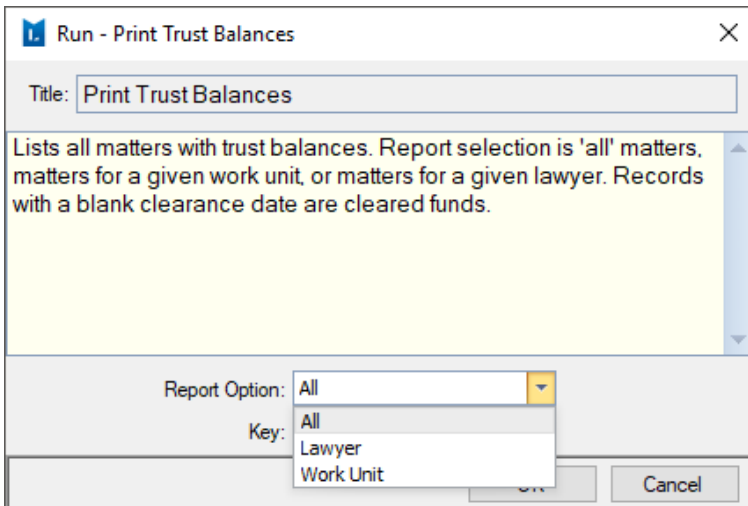 Run - Print Trust Balances
Title: Print Trust Balances
Lists all matters with trust balances. Report selection is 'all' matters,
matters for a given work unit, or matters for a given lawyer. Records
with a blank clearance date are cleared funds.
Report Option: All
Key: All
Lawyer
Work Unit
Cancel